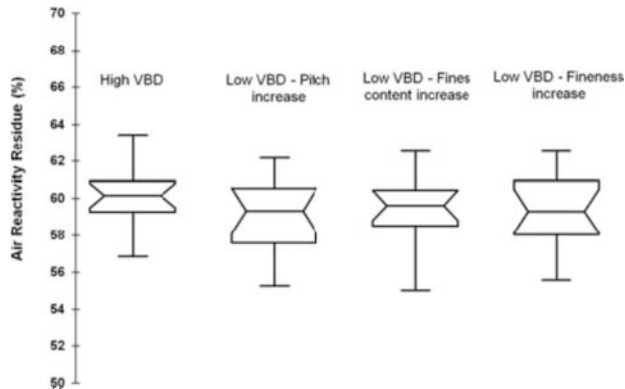 Air Reactivity Residue (%)
70
68
66
64
62
60
58
56
54
52
50
High VBD
Low VBD - Pitch
increase
Low VBD - Fines
content increase
Low VBD - Fineness
increase